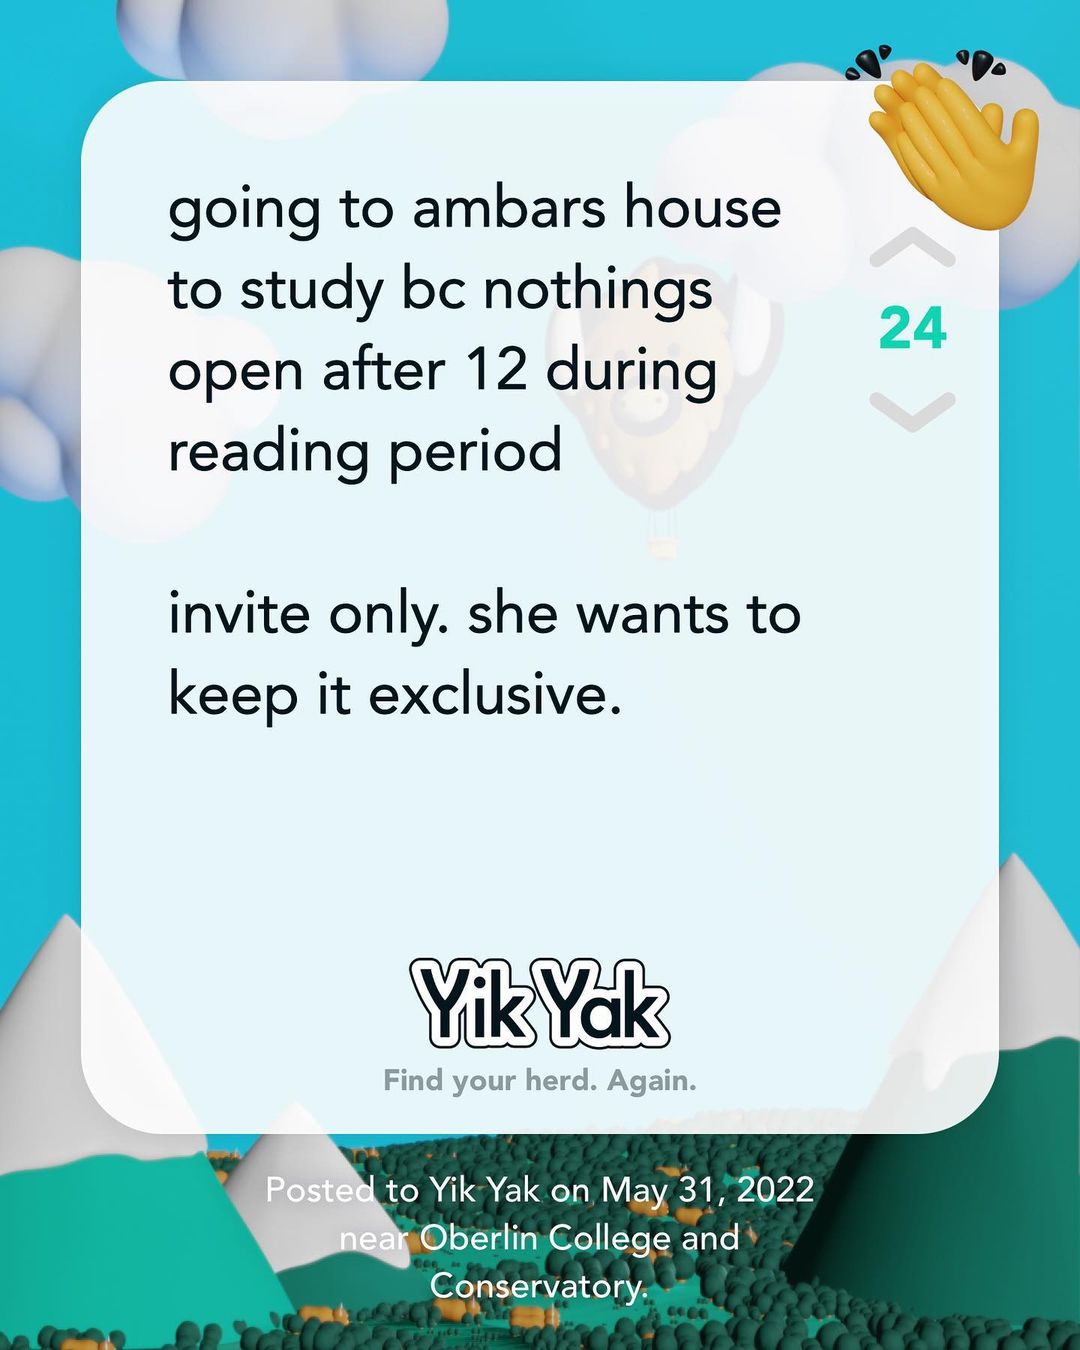 going to ambars house
to study bc nothings
open after 12 during
reading period
invite only. she wants to
keep it exclusive.
24
Yik Yak
Find your herd. Again.
Posted to Yik Yak on May 31, 2022
near Oberlin College and
Conservatory.